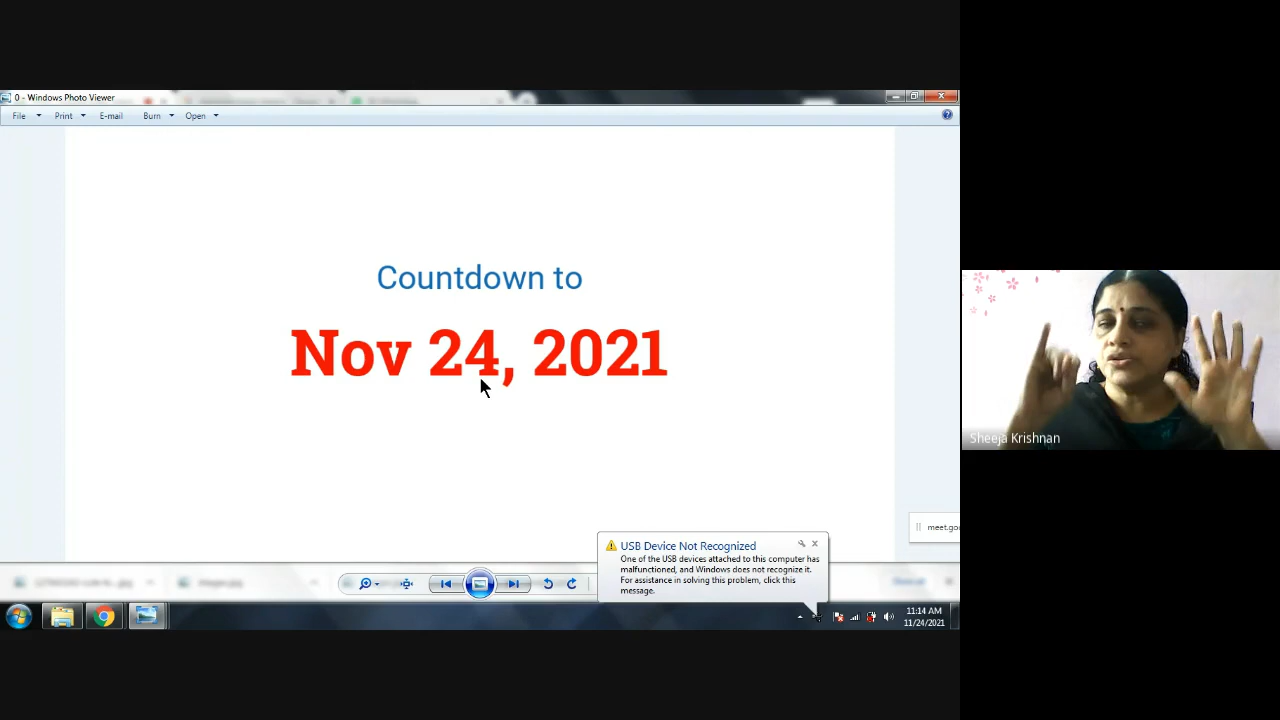 0 - Windows Photo Viewer
File Print E-mail Burn Open
Countdown to
Nov 24, 2021
meet.goo
USB Device Not Recognized
One of the USB devices attached to this computer has
malfunctioned, and Windows does not recognize it.
For assistance in solving this problem, click this
message.
11:14 AM
11/24/2021
Sheeja Krishnan